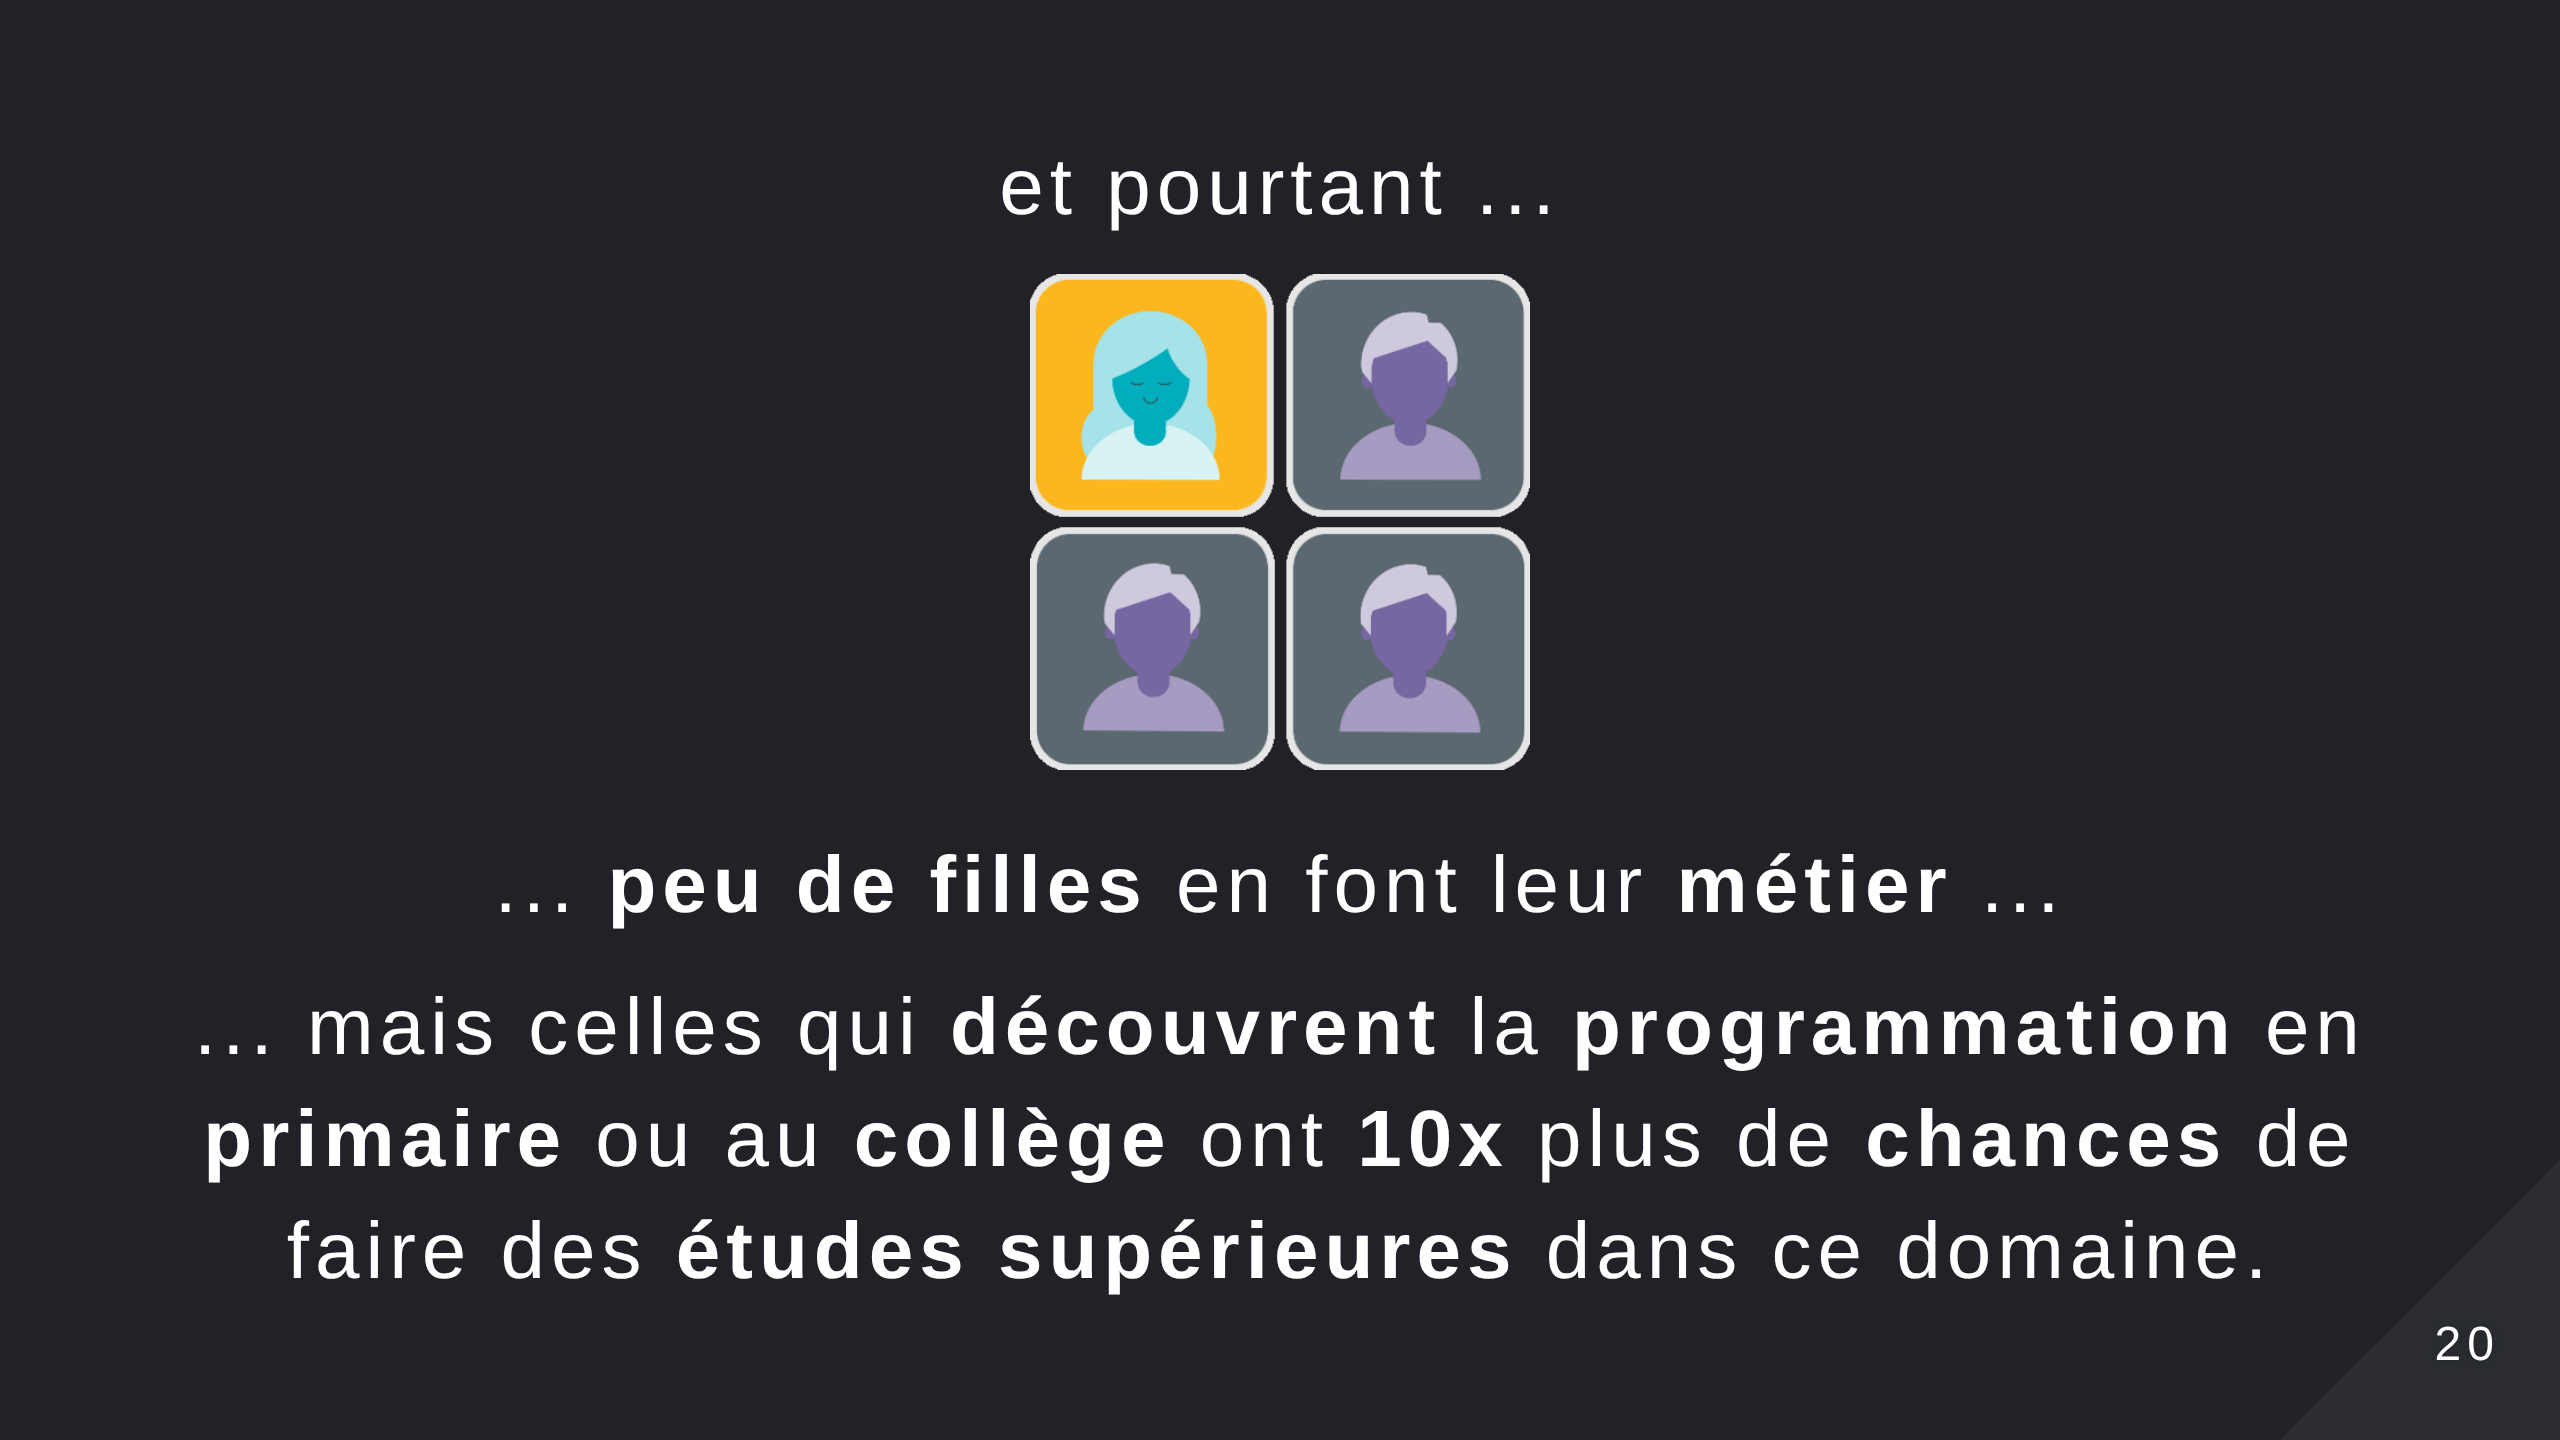 et pourtant ...
... peu de filles en font leur métier ...
... mais celles qui découvrent la programmation en
primaire ou au collège ont 10x plus de chances de
faire des études supérieures dans ce domaine.
20